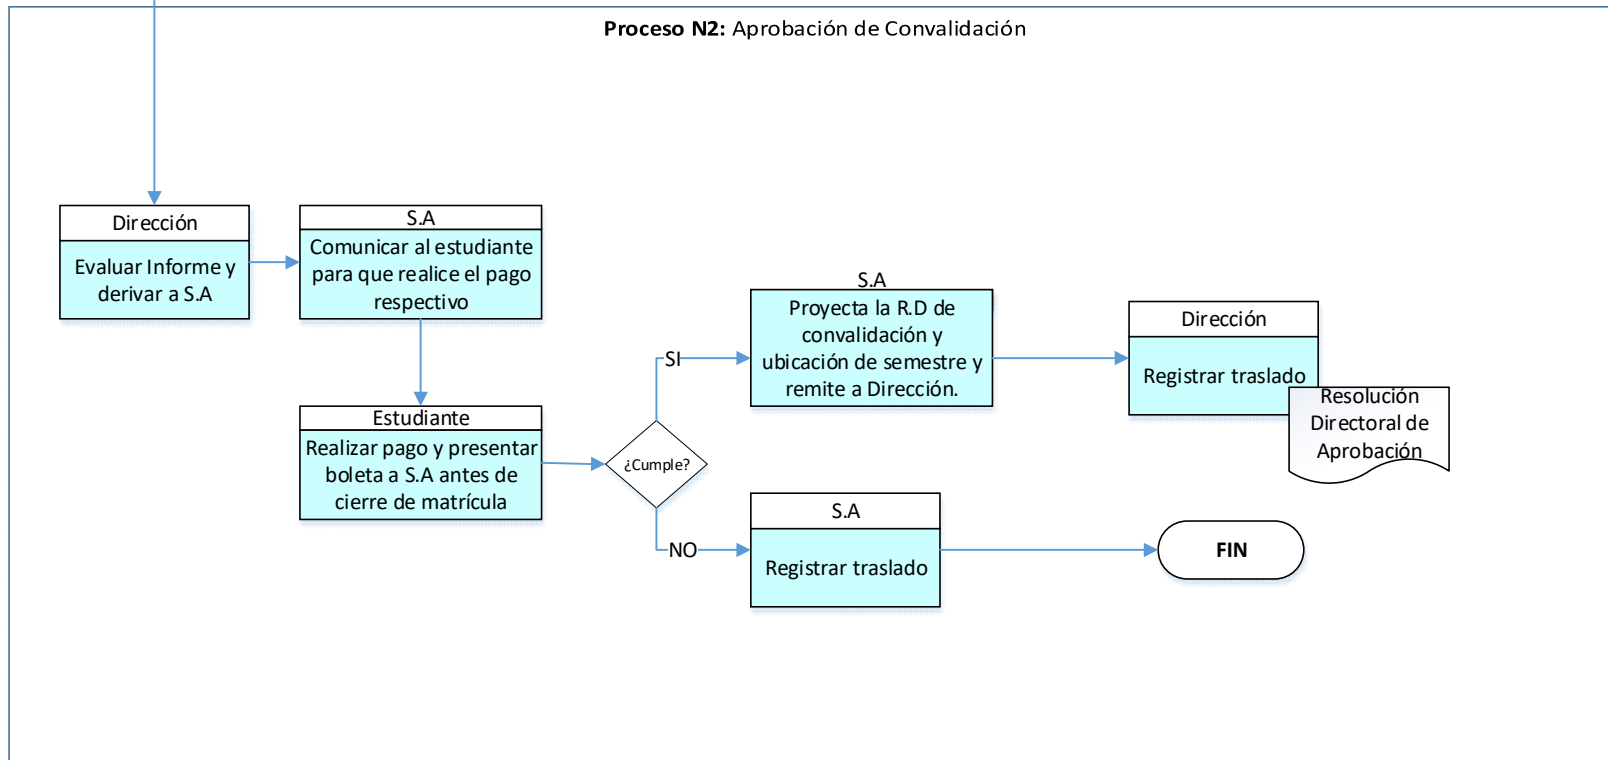 Proceso N2: Aprobación de Convalidación
Dirección
Evaluar Informe y
derivar a S.A
S.A
Comunicar al estudiante
para que realice el pago
respectivo
Estudiante
Realizar pago y presentar
boleta a S.A antes de
cierre de matrícula
¿Cumple?
SI
S.A
Proyecta la R.D de
convalidación y
ubicación de semestre y
remite a Dirección.
Dirección
Registrar traslado
Resolución
Directoral de
Aprobación
NO
S.A
Registrar traslado
FIN